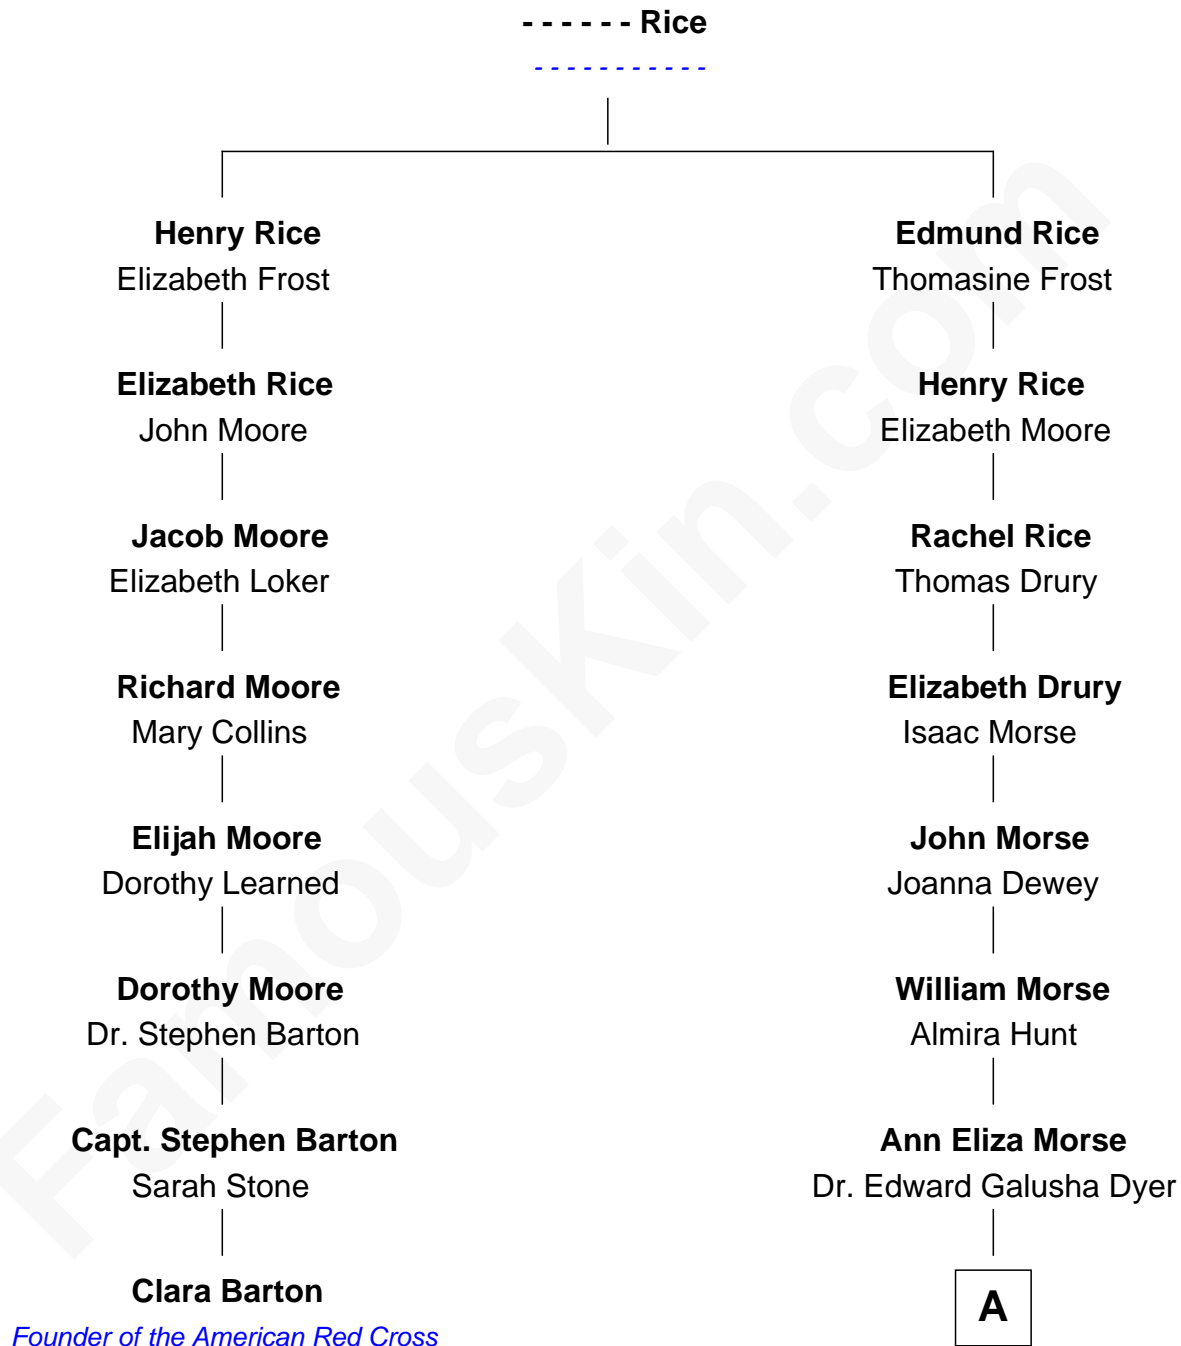 - - - - - - Rice
- - - - - - - - - - -
Henry Rice
Elizabeth Frost
Elizabeth Rice
John Moore
Jacob Moore
Elizabeth Loker
Richard Moore
Mary Collins
Elijah Moore
Dorothy Learned
Dorothy Moore
Dr. Stephen Barton
Capt. Stephen Barton
Sarah Stone
Clara Barton
Founder of the American Red Cross
Edmund Rice
Thomasine Frost
Henry Rice
Elizabeth Moore
Rachel Rice
Thomas Drury
Elizabeth Drury
Isaac Morse
John Morse
Joanna Dewey
William Morse
Almira Hunt
Ann Eliza Morse
Dr. Edward Galusha Dyer
A
FamousKin.com